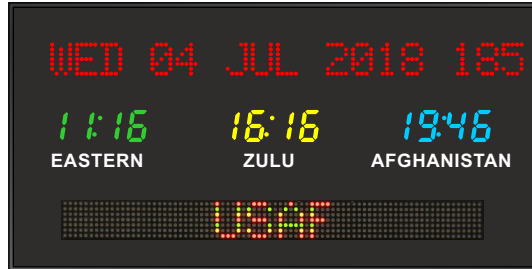 WED 04 JUL 2018 185
11:16 16:16 19:46
EASTERN ZULU AFGHANISTAN
USAF